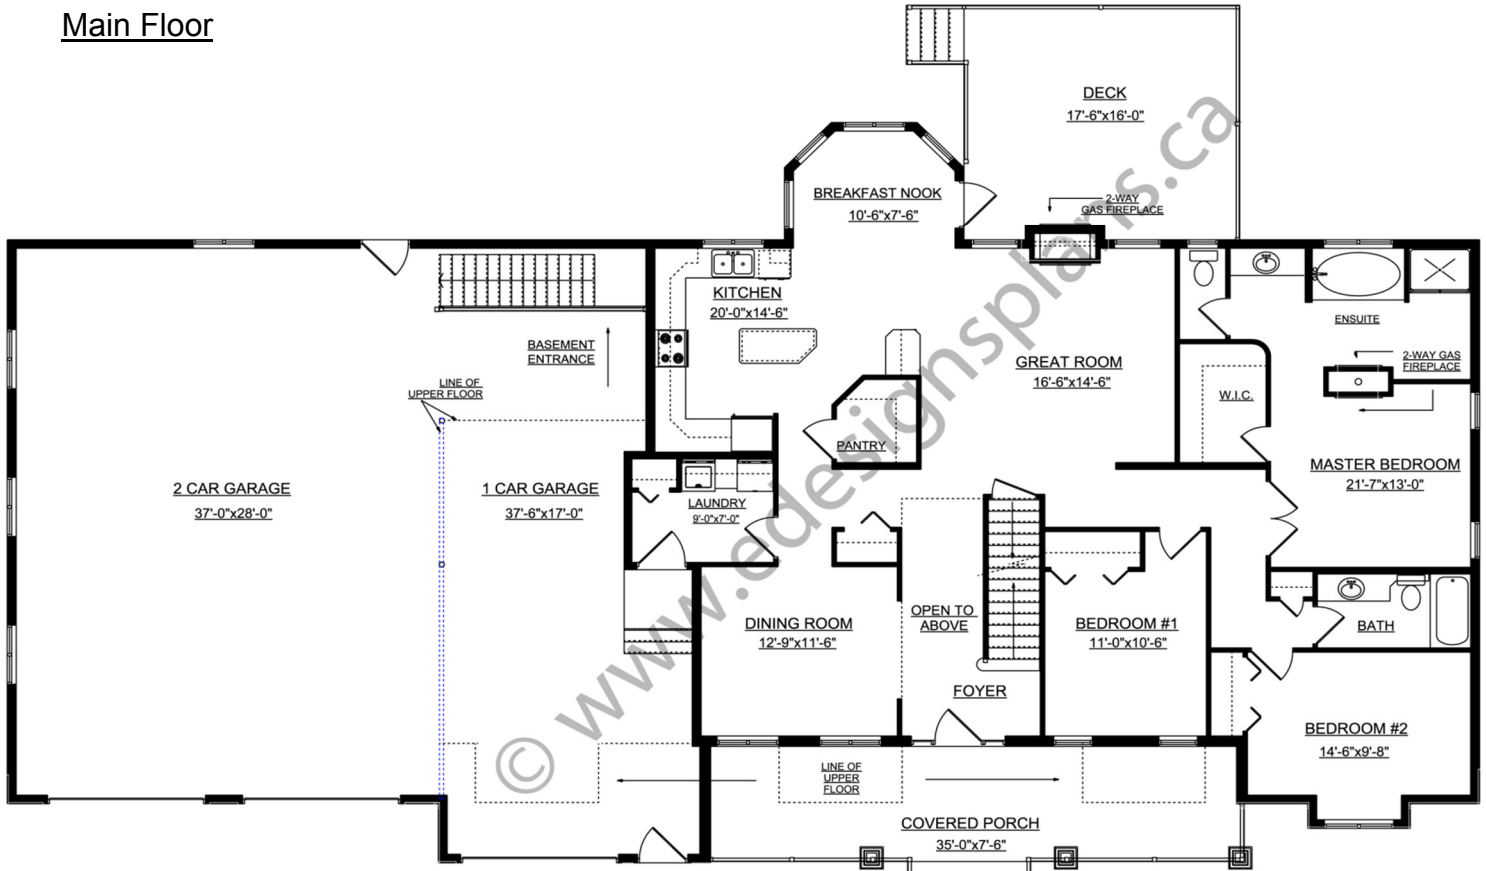 Main Floor
DECK
17'-6"x16'-0"
BREAKFAST NOOK
10'-6"x7'-6"
2-WAY
GAS FIREPLACE
KITCHEN
20'-0"x14'-6"
ENSUITE
BASEMENT
ENTRANCE
GREAT ROOM
16'-6"x14'-6"
2-WAY GAS
FIREPLACE
LINE OF
UPPER FLOOR
W.I.C.
PANTRY
MASTER BEDROOM
21'-7"x13'-0"
2 CAR GARAGE
37'-0"x28'-0"
1 CAR GARAGE
37'-6"x17'-0"
LAUNDRY
9'-0"x7'-0"
DINING ROOM
12'-9"x11'-6"
OPEN TO
ABOVE
BEDROOM #1
11'-0"x10'-6"
BATH
FOYER
BEDROOM #2
14'-6"x9'-8"
LINE OF
UPPER
FLOOR
COVERED PORCH
35'-0"x7'-6"
© www.edesignsplans.ca